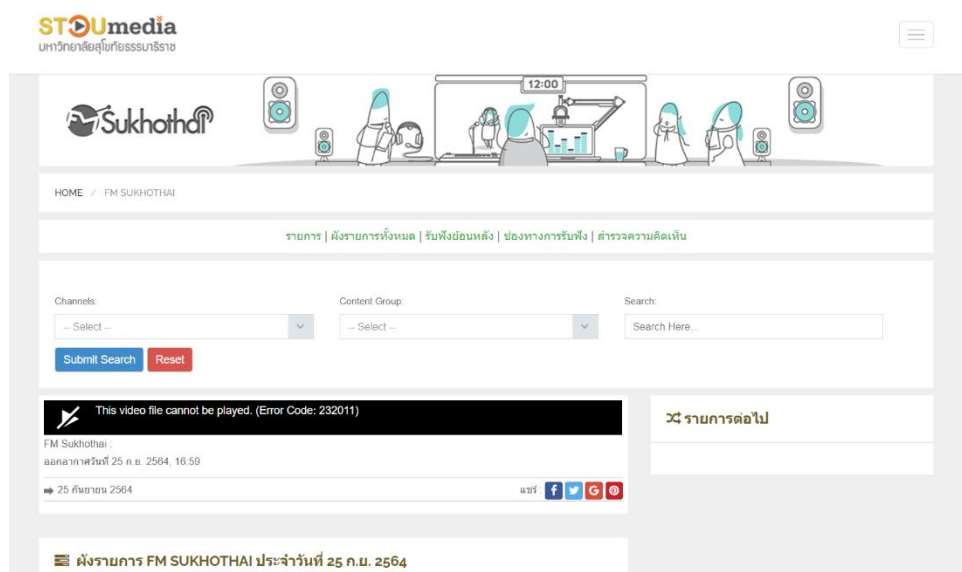 STOUmedia
มหาวิทยาลัยสุโขทัยธรรมาธิราช
Sukhothai
12:00
HOME / FM SUKHOTHAI
รายการ | ผังรายการทั้งหมด | รับฟังย้อนหลัง | ช่องทางการรับฟัง | สำรวจความคิดเห็น
Channels: Content Group: Search:
-- Select -- -- Select -- Search Here...
Submit Search Reset
This video file cannot be played. (Error Code: 232011)
รายการต่อไป
FM Sukhothai :
ออกอากาศวันที่ 25 ก.ย. 2564, 16:59
25 กันยายน 2564 แชร์ :
ผังรายการ FM SUKHOTHAI ประจำวันที่ 25 ก.ย. 2564